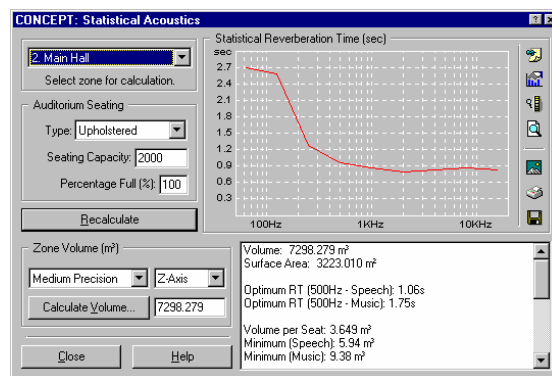 CONCEPT: Statistical Acoustics
2. Main Hall
Select zone for calculation.
Auditorium Seating
Type: Upholstered
Seating Capacity: 2000
Percentage Full (%): 100
Recalculate
Statistical Reverberation Time (sec)
sec
2.7
2.4
2.1
1.8
1.5
1.2
0.9
0.6
0.3
100Hz 1KHz 10KHz
Zone Volume (m³)
Medium Precision Z-Axis
Calculate Volume... 7298.279
Close Help
Volume: 7298.279 m³
Surface Area: 3223.010 m²
Optimum RT (500Hz - Speech): 1.06s
Optimum RT (500Hz - Music): 1.75s
Volume per Seat: 3.649 m³
Minimum (Speech): 5.94 m³
Minimum (Music): 9.38 m³